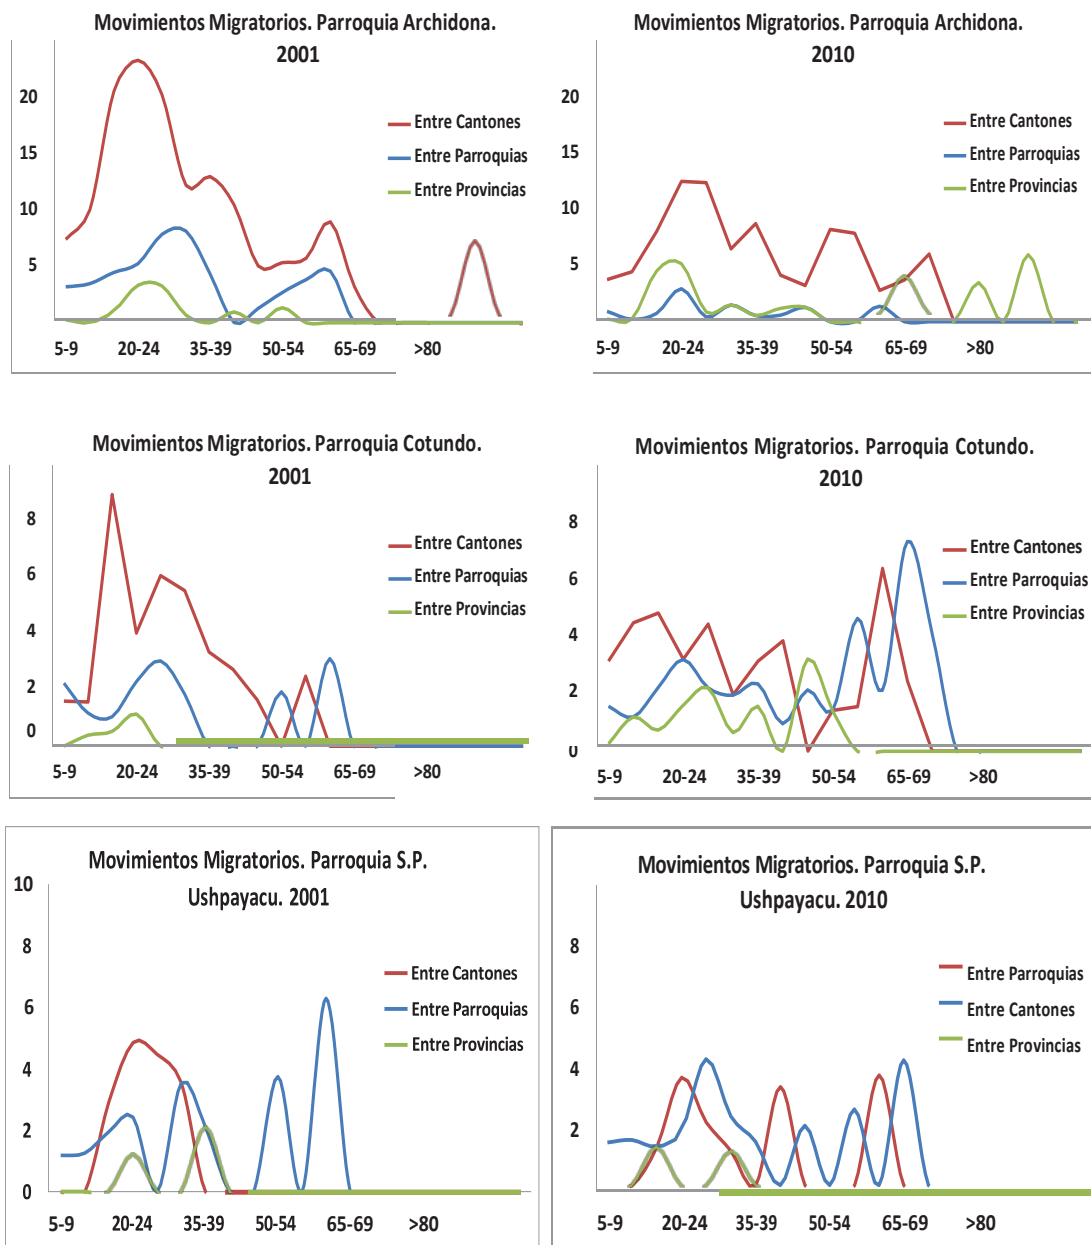 Movimientos Migratorios. Parroquia Archidona.
2001
20
15
10
5
Entre Cantones
Entre Parroquias
Entre Provincias
5-9 20-24 35-39 50-54 65-69 >80
Movimientos Migratorios. Parroquia Archidona.
2010
20
15
10
5
Entre Cantones
Entre Parroquias
Entre Provincias
5-9 20-24 35-39 50-54 65-69 >80
Movimientos Migratorios. Parroquia Cotundo.
2001
8
6
4
2
0
Entre Cantones
Entre Parroquias
Entre Provincias
5-9 20-24 35-39 50-54 65-69 >80
Movimientos Migratorios. Parroquia Cotundo.
2010
8
6
4
2
0
Entre Cantones
Entre Parroquias
Entre Provincias
5-9 20-24 35-39 50-54 65-69 >80
Movimientos Migratorios. Parroquia S.P.
Ushpayacu. 2001
10
8
6
4
2
0
Entre Cantones
Entre Parroquias
Entre Provincias
5-9 20-24 35-39 50-54 65-69 >80
Movimientos Migratorios. Parroquia S.P.
Ushpayacu. 2010
8
6
4
2
Entre Parroquias
Entre Cantones
Entre Provincias
5-9 20-24 35-39 50-54 65-69 >80